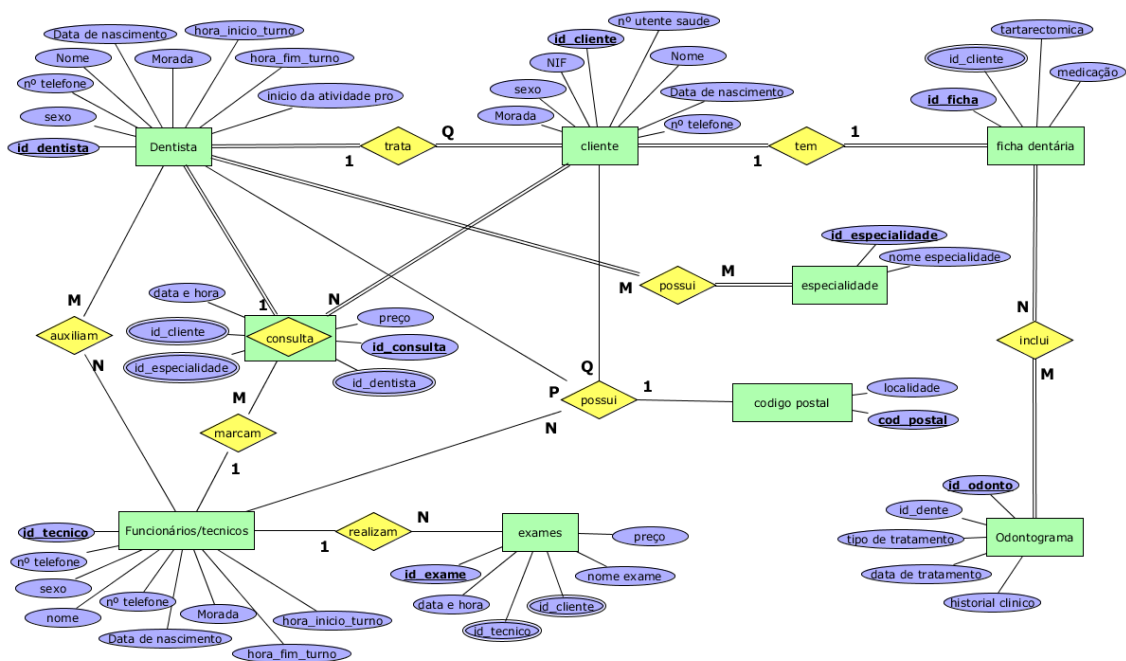 Data de nascimento
hora_inicio_turno
Nome
Morada
hora_fim_turno
nº telefone
inicio da atividade pro
sexo
id_dentista
Dentista
1
trata
Q
nº utente saude
id_cliente
NIF
Nome
sexo
Data de nascimento
Morada
nº telefone
cliente
1
tem
1
tartarectomica
id_cliente
medicação
id_ficha
ficha dentária
id_especialidade
nome especialidade
especialidade
M
possui
M
M
auxiliam
N
data e hora
1
N
preço
id_cliente
consulta
id_consulta
id_especialidade
id_dentista
M
marcam
1
Q
P
possui
N
1
codigo postal
localidade
cod_postal
N
inclui
M
id_tecnico
Funcionários/tecnicos
nº telefone
sexo
nome
nº telefone
Data de nascimento
Morada
hora_fim_turno
hora_inicio_turno
1
realizam
N
exames
preço
id_exame
nome exame
data e hora
id_cliente
id_tecnico
id_odonto
id_dente
tipo de tratamento
Odontograma
data de tratamento
historial clinico